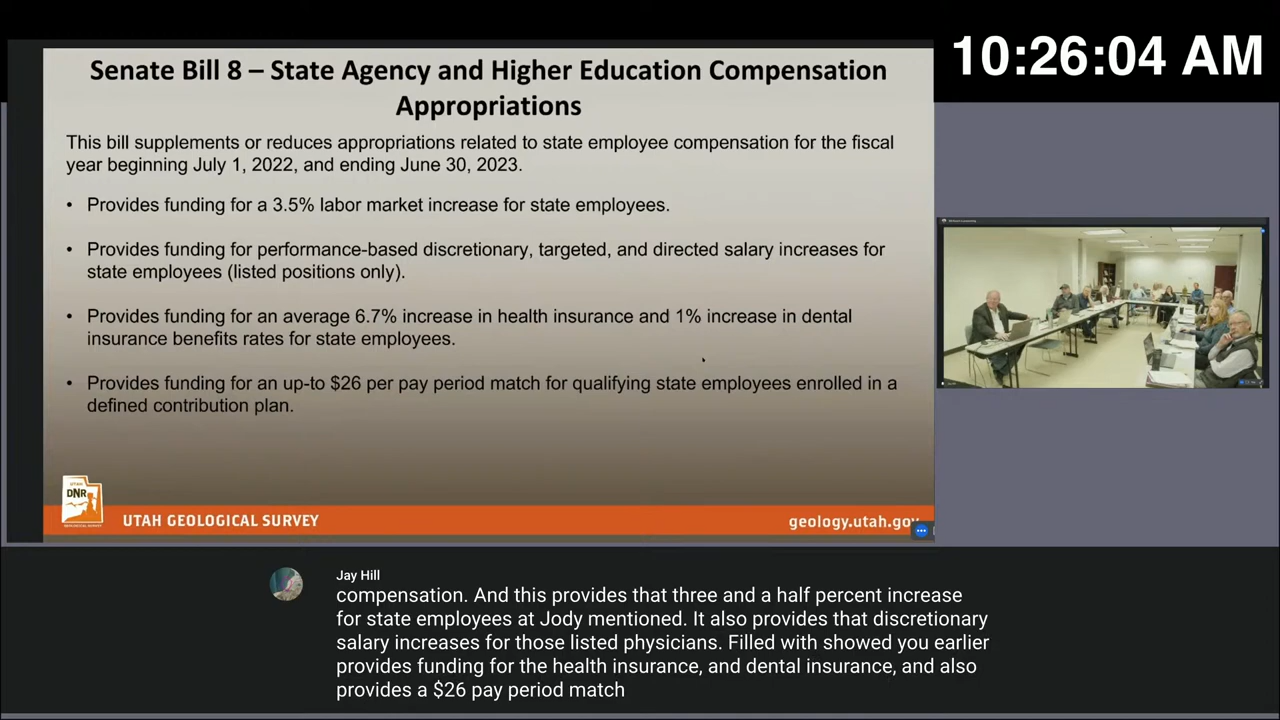 10:26:04 AM
Senate Bill 8 – State Agency and Higher Education Compensation
Appropriations
This bill supplements or reduces appropriations related to state employee compensation for the fiscal
year beginning July 1, 2022, and ending June 30, 2023.
• Provides funding for a 3.5% labor market increase for state employees.
• Provides funding for performance-based discretionary, targeted, and directed salary increases for
state employees (listed positions only).
• Provides funding for an average 6.7% increase in health insurance and 1% increase in dental
insurance benefits rates for state employees.
• Provides funding for an up-to $26 per pay period match for qualifying state employees enrolled in a
defined contribution plan.
UTAH
DNR
UTAH GEOLOGICAL SURVEY
geology.utah.gov
Jay Hill
compensation. And this provides that three and a half percent increase
for state employees at Jody mentioned. It also provides that discretionary
salary increases for those listed physicians. Filled with showed you earlier
provides funding for the health insurance, and dental insurance, and also
provides a $26 pay period match